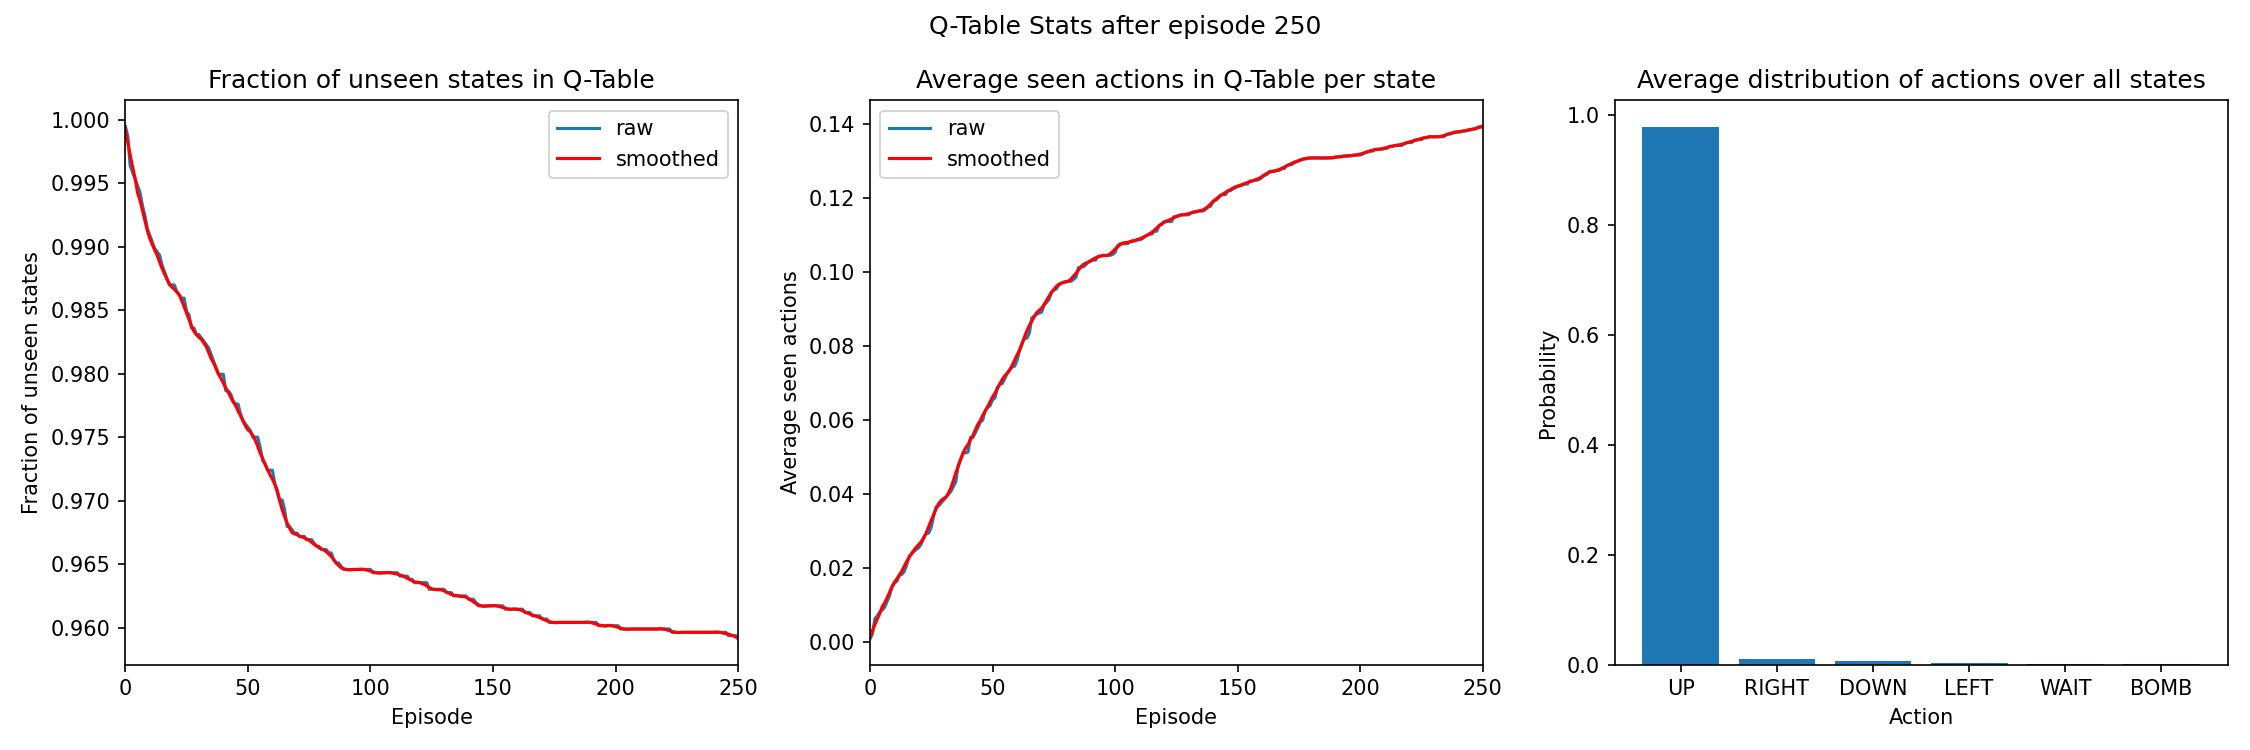 Q-Table Stats after episode 250
Fraction of unseen states in Q-Table
Fraction of unseen states
1.000
0.995
0.990
0.985
0.980
0.975
0.970
0.965
0.960
raw
smoothed
0 50 100 150 200 250
Episode
Average seen actions in Q-Table per state
Average seen actions
0.14
0.12
0.10
0.08
0.06
0.04
0.02
0.00
raw
smoothed
0 50 100 150 200 250
Episode
Average distribution of actions over all states
Probability
1.0
0.8
0.6
0.4
0.2
0.0
UP RIGHT DOWN LEFT WAIT BOMB
Action